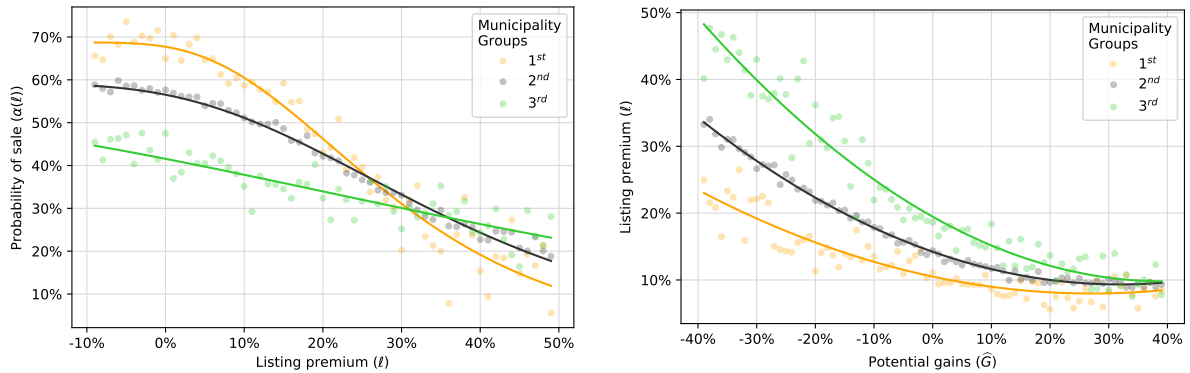 70%
60%
50%
40%
30%
20%
10%
Probability of sale (α(ℓ))
-10% 0% 10% 20% 30% 40% 50%
Listing premium (ℓ)
Municipality
Groups
1st
2nd
3rd
50%
40%
30%
20%
10%
Listing premium (ℓ)
-40% -30% -20% -10% 0% 10% 20% 30% 40%
Potential gains (Ĝ)
Municipality
Groups
1st
2nd
3rd